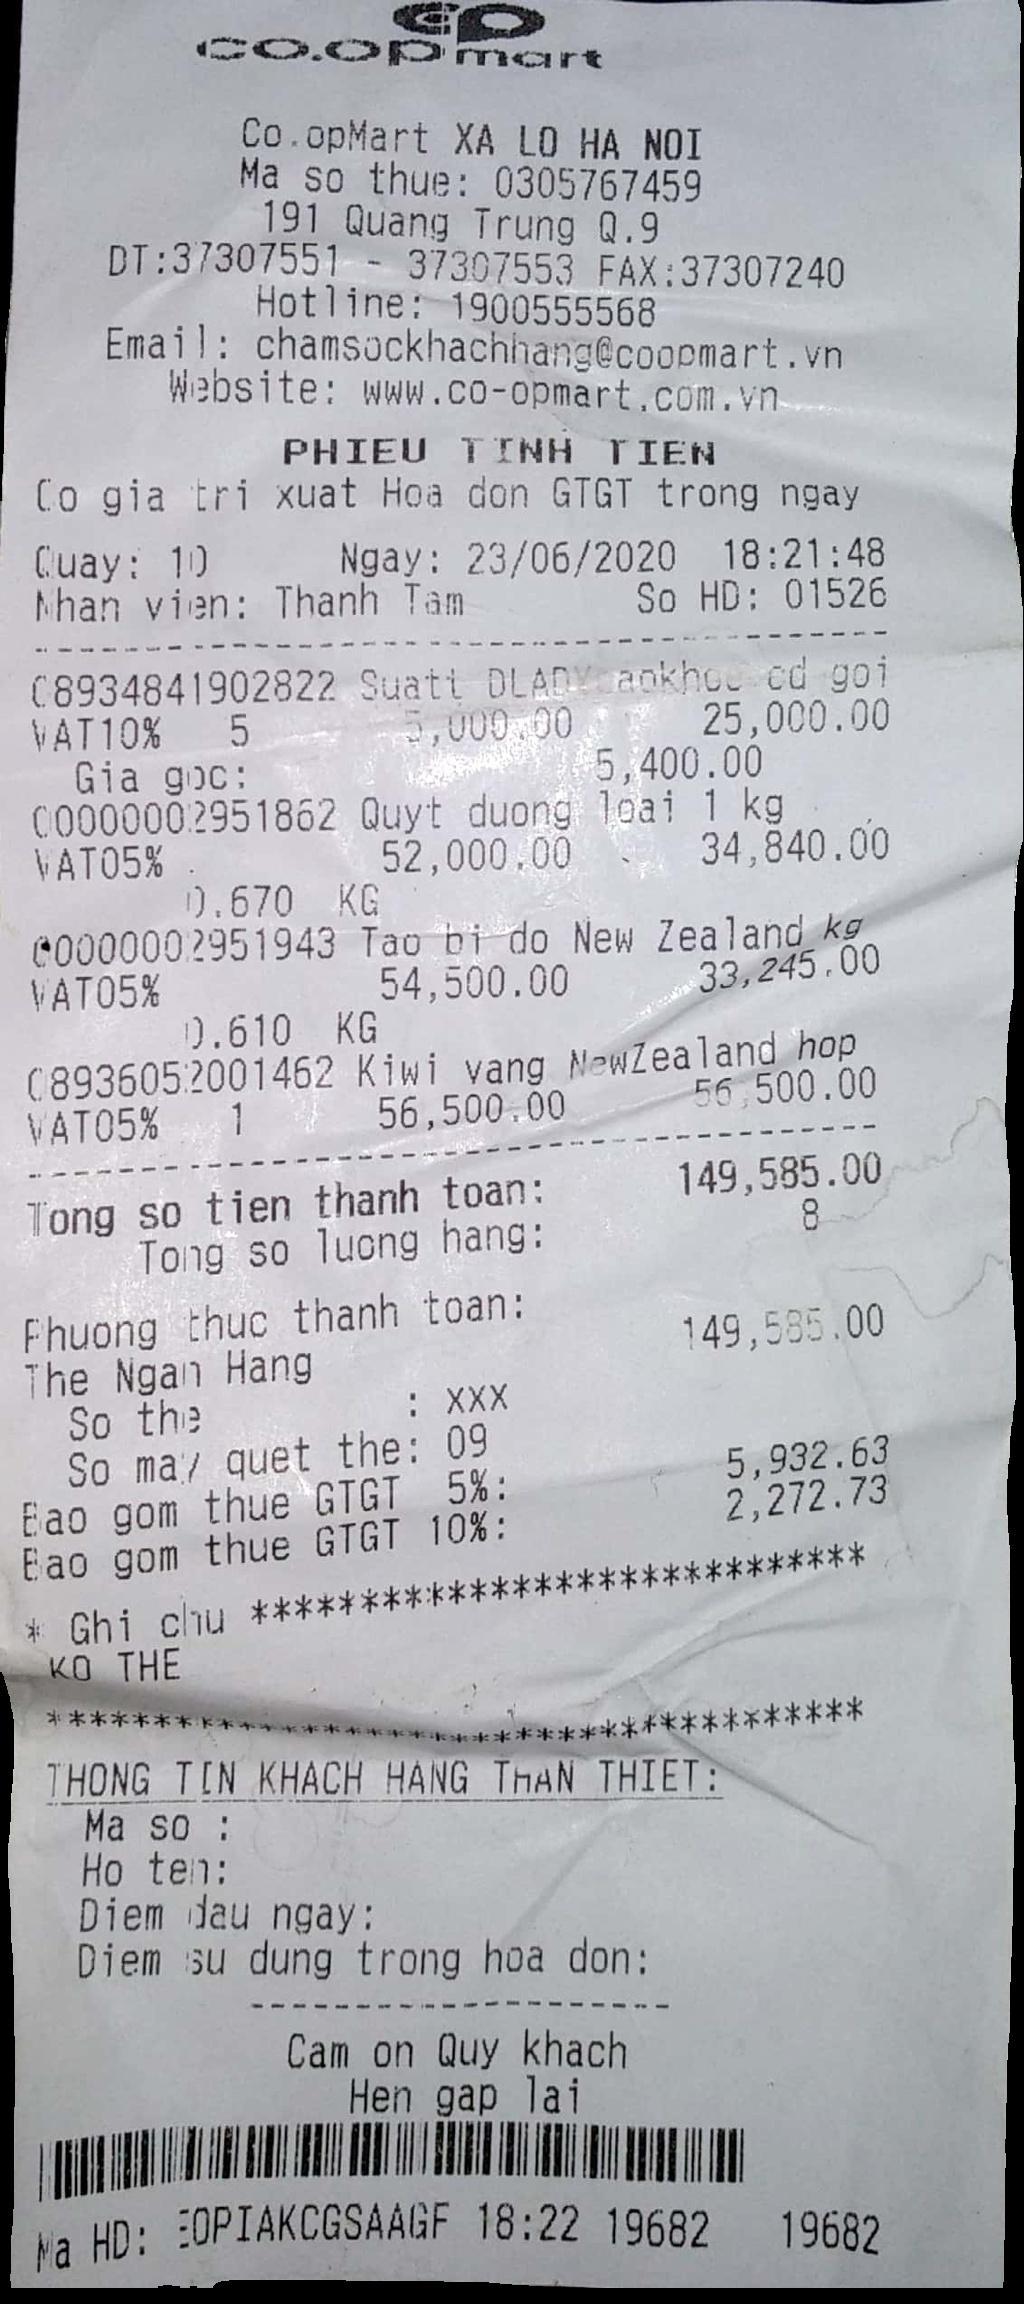 co.opmart
Co.opMart XA LO HA NOI
Ma so thue: 0305767459
191 Quang Trung Q.9
DT:37307551 - 37307553 FAX:37307240
Hotline: 1900555568
Email: chamsockhachhang@coopmart.vn
Website: www.co-opmart.com.vn
PHIEU TINH TIEN
Co gia tri xuat Hoa don GTGT trong ngay
Quay: 10 Ngay: 23/06/2020 18:21:48
Nhan vien: Thanh Tam So HD: 01526
08934841902822 Suatt cd goi
VAT10% 5 5,000.00 25,000.00
Gia goc: 5,400.00
00000002951862 Quyt duong loai 1 kg
VAT05% 52,000.00 34,840.00
0.670 KG
00000002951943 Tao bi do New Zealand kg
VAT05% 54,500.00 33,245.00
0.610 KG
08936052001462 Kiwi vang NewZealand hop
VAT05% 1 56,500.00 56,500.00
Tong so tien thanh toan: 149,585.00
Tong so luong hang: 8
Phuong thuc thanh toan:
The Ngan Hang 149,585.00
So the : XXX
So may quet the: 09
Bao gom thue GTGT 5%: 5,932.63
Bao gom thue GTGT 10%: 2,272.73
* Ghi chu ****************************
KO THE
**************************************
THONG TIN KHACH HANG THAN THIET:
Ma so :
Ho ten:
Diem dau ngay:
Diem su dung trong hoa don:
Cam on Quy khach
Hen gap lai
Ma HD: EOPIAKCGSAAGF 18:22 19682 19682